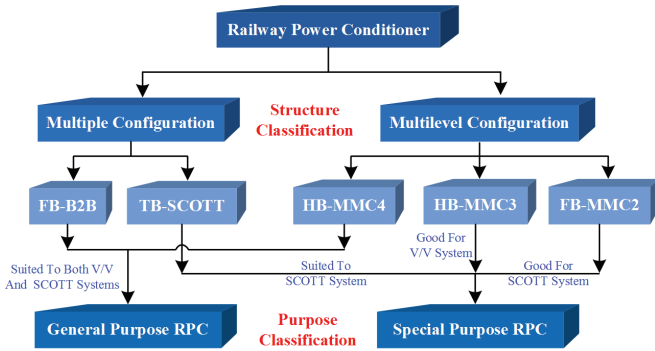 Railway Power Conditioner
Multiple Configuration
Structure
Classification
Multilevel Configuration
FB-B2B
TB-SCOTT
HB-MMC4
HB-MMC3
FB-MMC2
Good For
V/V System
Suited To Both V/V
And SCOTT Systems
Suited To
SCOTT System
Good For
SCOTT System
General Purpose RPC
Purpose
Classification
Special Purpose RPC